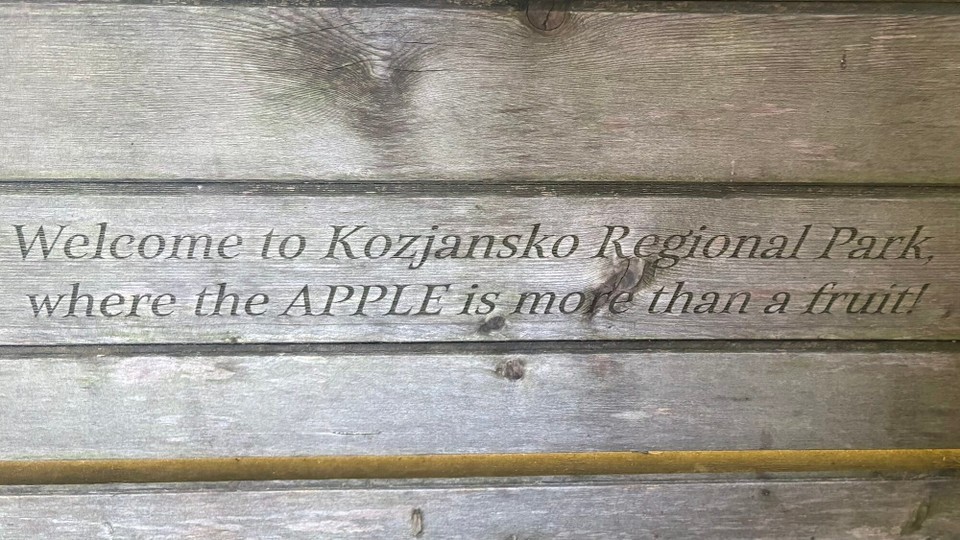 Welcome to Kozjansko Regional Park,
where the APPLE is more than a fruit!